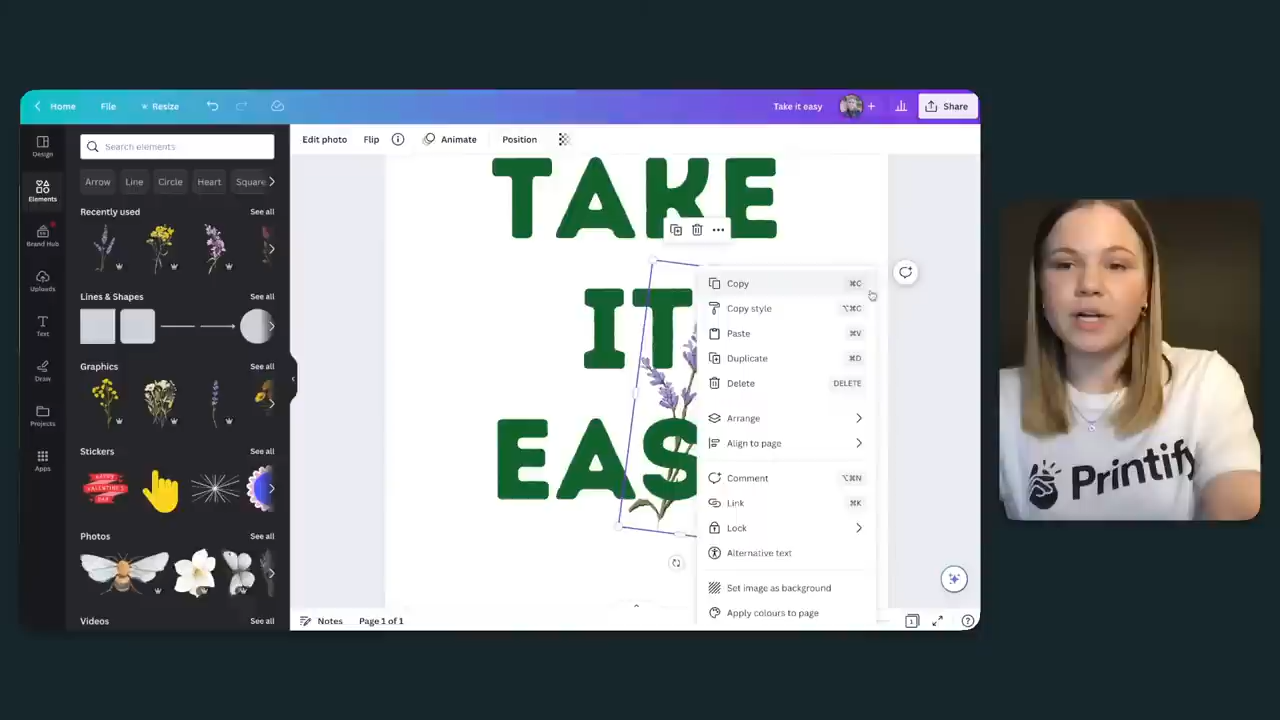 Home File Resize Take it easy + Share
Edit photo Flip Animate Position
Design
Elements
Brand Hub
Uploads
Text
Draw
Projects
Apps
Search elements
Arrow Line Circle Heart Square
Recently used See all
Lines & Shapes See all
Graphics See all
Stickers See all
HAPPY
VALENTINE'S
DAY
Photos See all
Videos See all
TAKE
IT
EAS
Copy ⌘C
Copy style ⌥⌘C
Paste ⌘V
Duplicate ⌘D
Delete DELETE
Arrange
Align to page
Comment ⌥⌘N
Link ⌘K
Lock
Alternative text
Set image as background
Apply colours to page
Notes Page 1 of 1 1
Printify